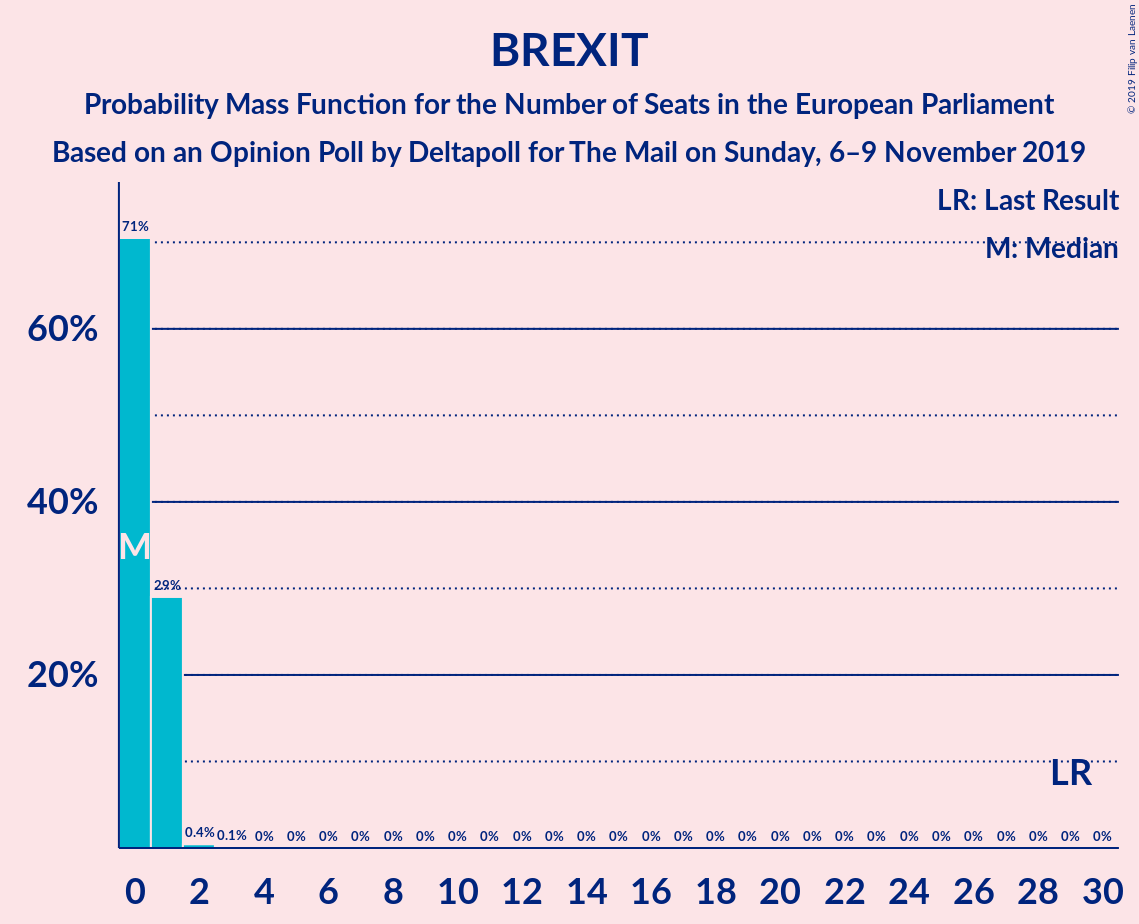 BREXIT
Probability Mass Function for the Number of Seats in the European Parliament
Based on an Opinion Poll by Deltapoll for The Mail on Sunday, 6–9 November 2019
© 2019 Filip van Laenen
LR: Last Result
M: Median
71%
60%
40%
M
29%
20%
LR
0.4% 0.1% 0% 0% 0% 0% 0% 0% 0% 0% 0% 0% 0% 0% 0% 0% 0% 0% 0% 0% 0% 0% 0% 0% 0% 0% 0% 0% 0%
0 2 4 6 8 10 12 14 16 18 20 22 24 26 28 30